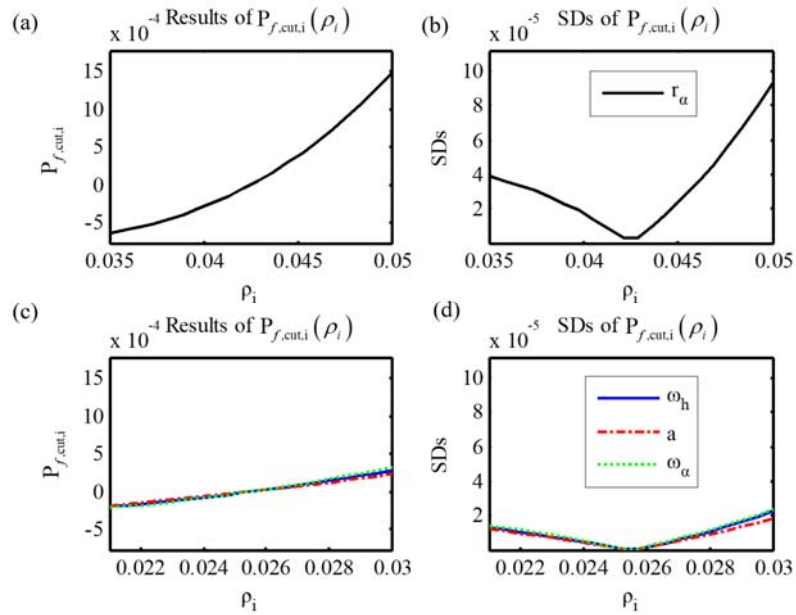 (a)
x 10⁻⁴ Results of P_f,cut,i(ρ_i)
15
10
5
0
-5
P_f,cut,i
0.035 0.04 0.045 0.05
ρ_i
(b)
x 10⁻⁵ SDs of P_f,cut,i(ρ_i)
10
8
6
4
2
SDs
r_α
0.035 0.04 0.045 0.05
ρ_i
(c)
x 10⁻⁴ Results of P_f,cut,i(ρ_i)
15
10
5
0
-5
P_f,cut,i
0.022 0.024 0.026 0.028 0.03
ρ_i
(d)
x 10⁻⁵ SDs of P_f,cut,i(ρ_i)
10
8
6
4
2
SDs
ω_h
a
ω_α
0.022 0.024 0.026 0.028 0.03
ρ_i